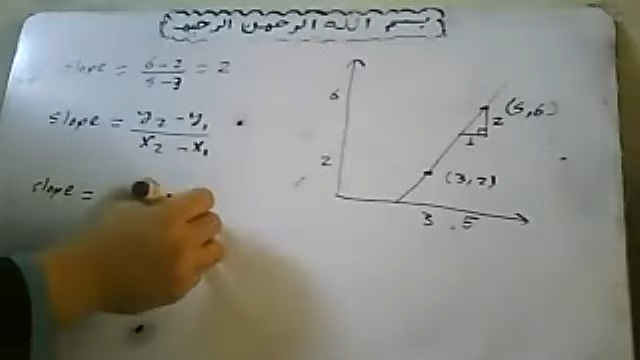 بسم الله الرحمن الرحيم
slope = 6-2 / 5-3 = 2
slope = y2 - y1 / x2 - x1
slope =
6
2
(5,6)
2
1
(3,2)
3 . 5